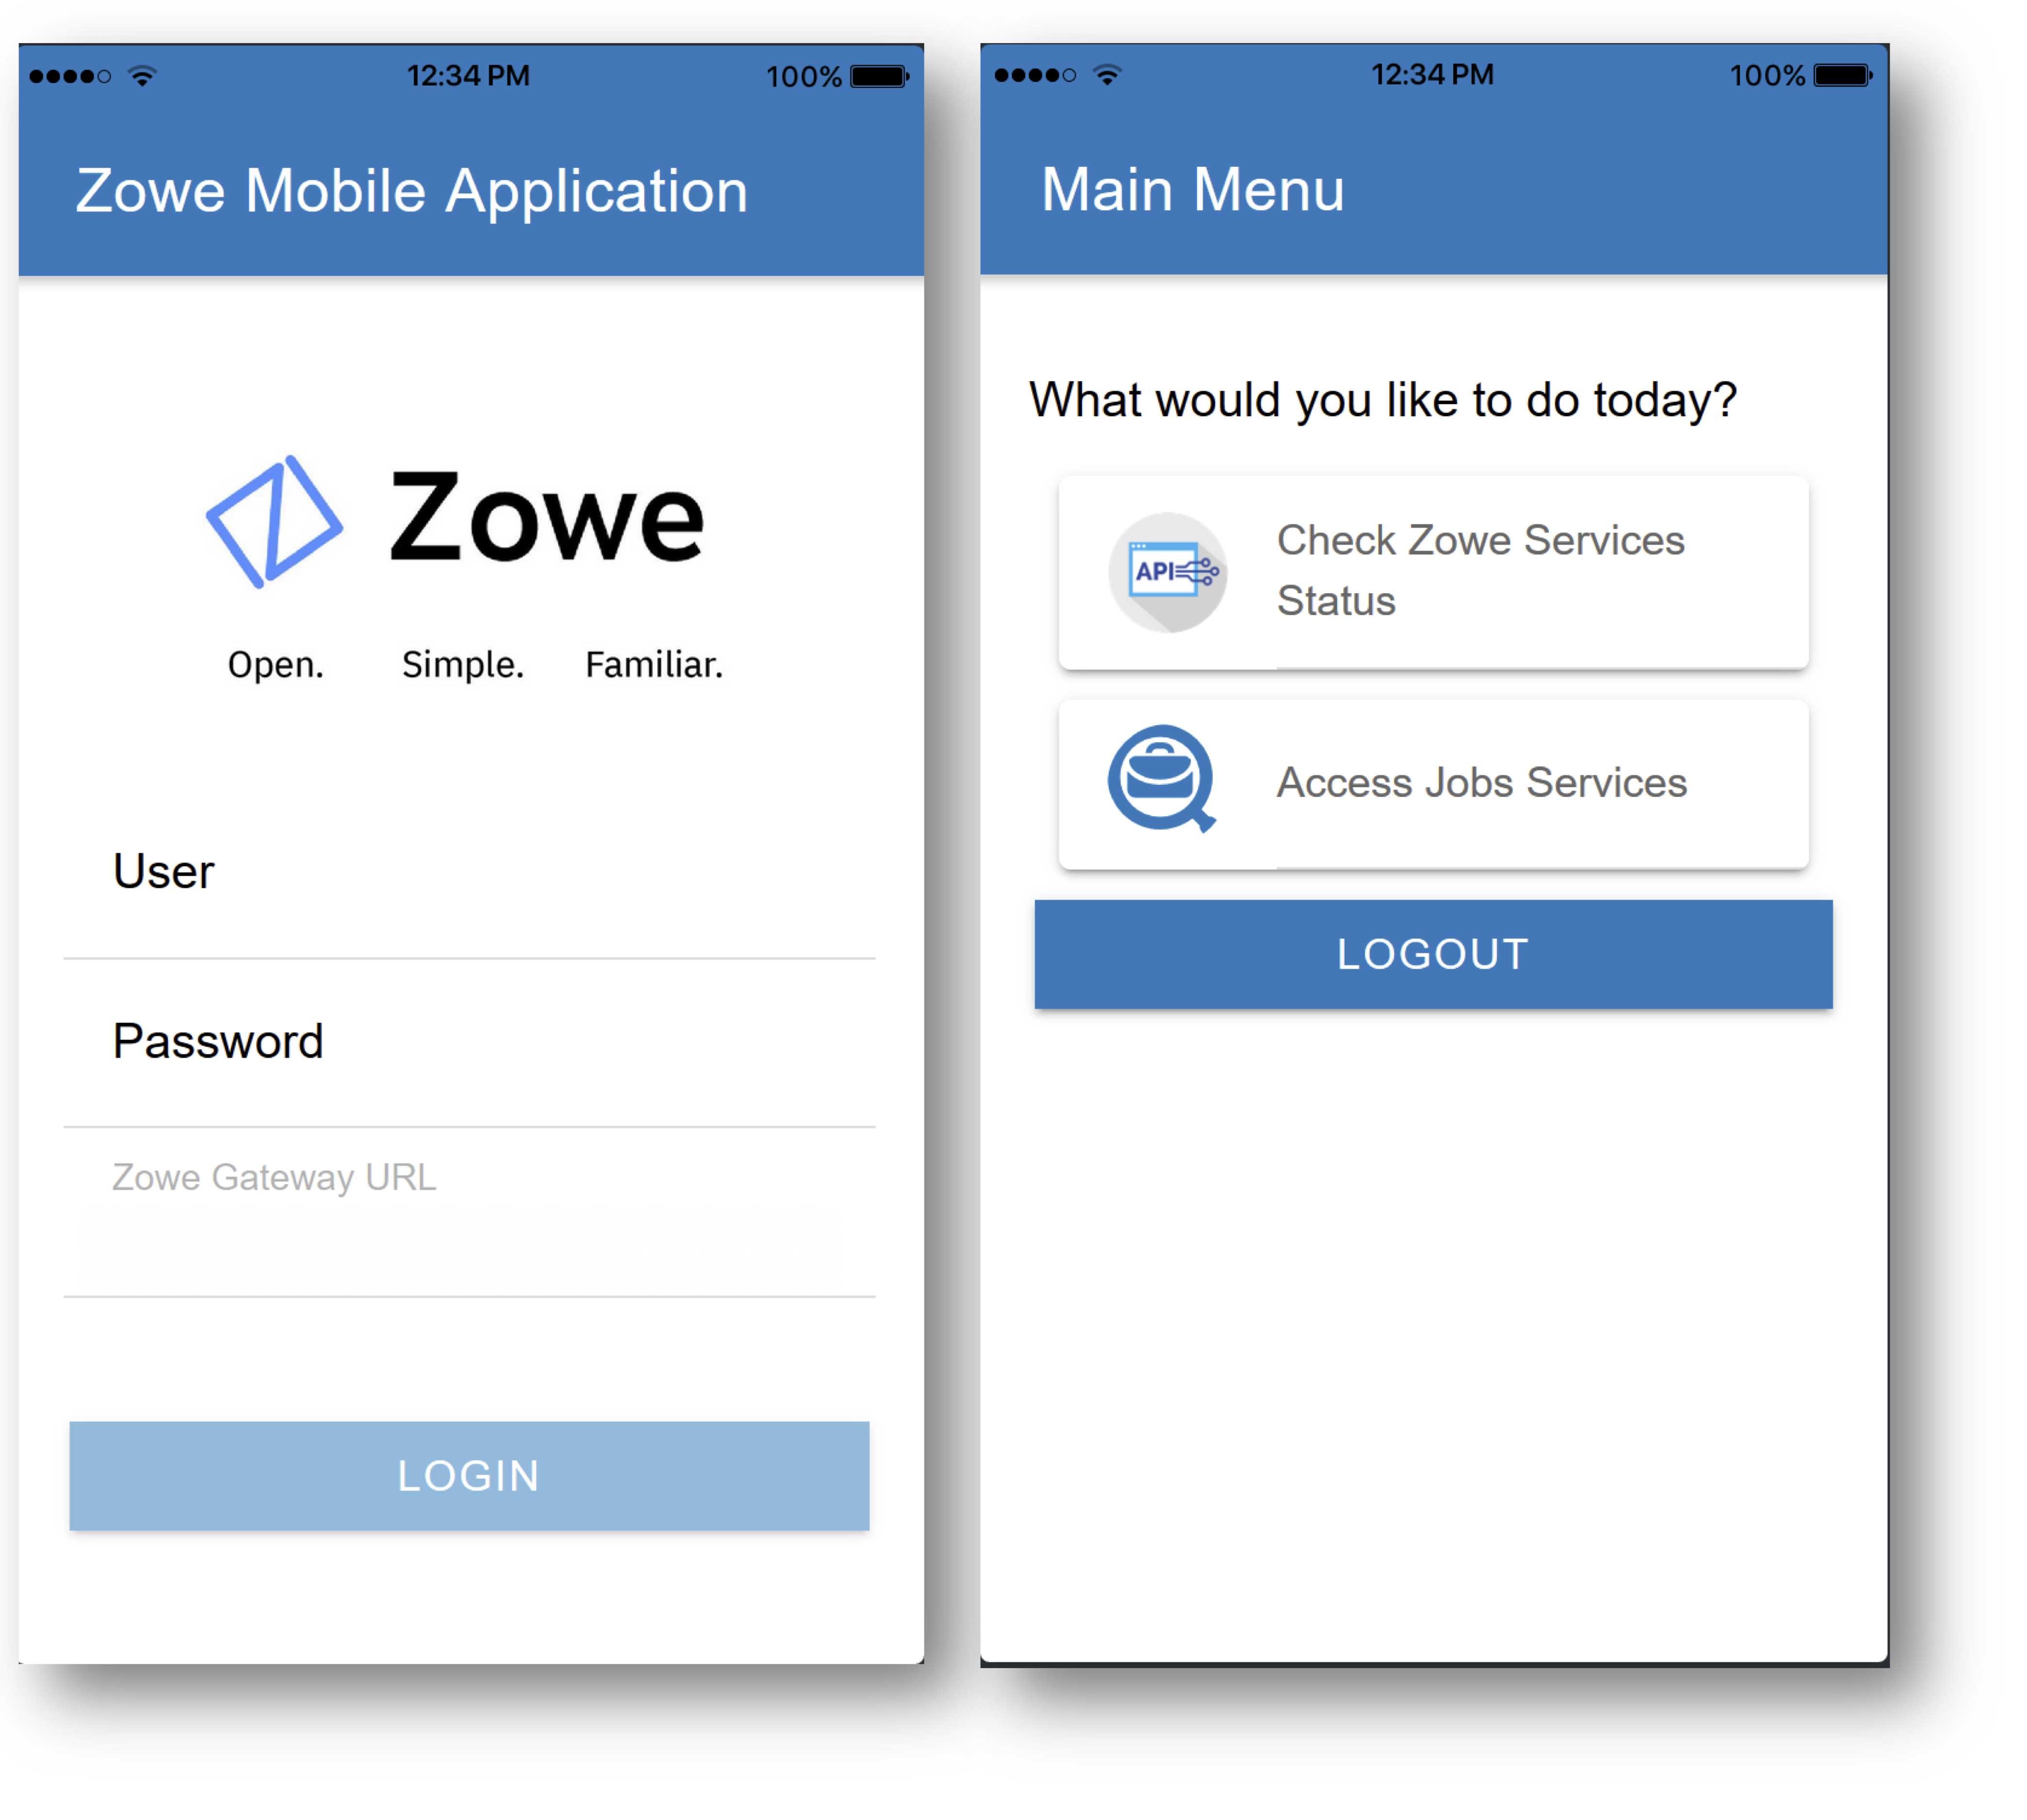 12:34 PM 100%
Zowe Mobile Application
Zowe
Open. Simple. Familiar.
User
Password
Zowe Gateway URL
LOGIN
12:34 PM 100%
Main Menu
What would you like to do today?
API
Check Zowe Services
Status
Access Jobs Services
LOGOUT